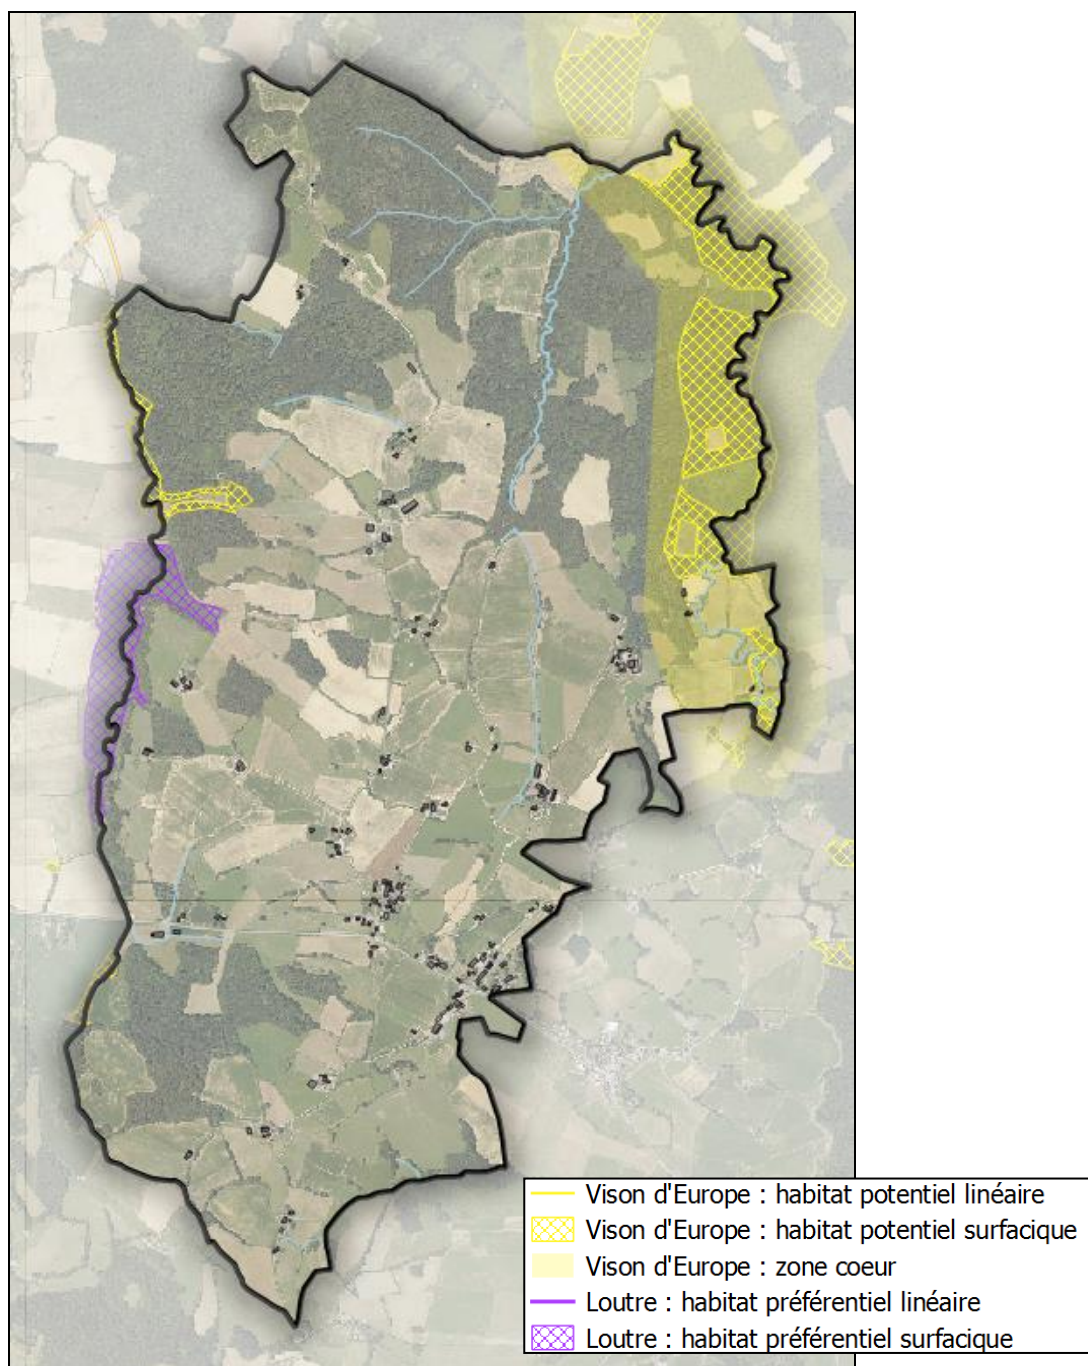 Vison d'Europe : habitat potentiel linéaire
Vison d'Europe : habitat potentiel surfacique
Vison d'Europe : zone coeur
Loutre : habitat préférentiel linéaire
Loutre : habitat préférentiel surfacique